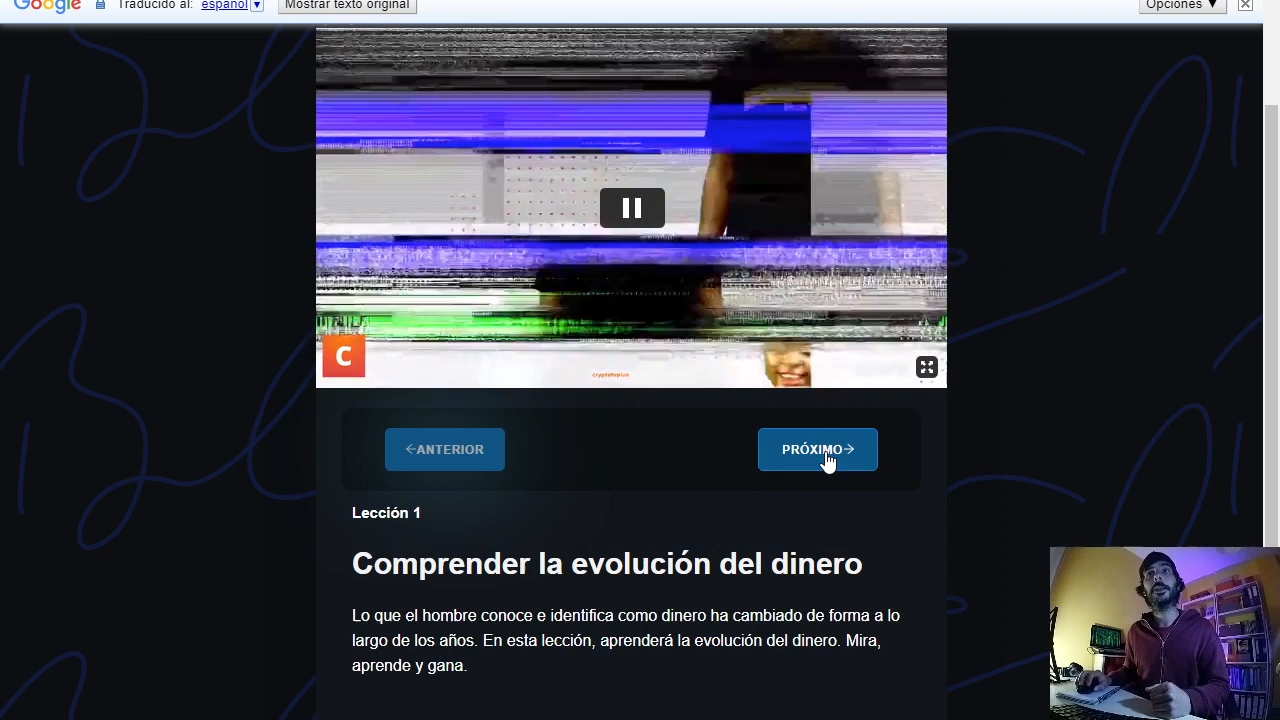 Google Traducido al: español Mostrar texto original Opciones
C
cryptoltxplus
ANTERIOR
PRÓXIMO
Lección 1
Comprender la evolución del dinero
Lo que el hombre conoce e identifica como dinero ha cambiado de forma a lo
largo de los años. En esta lección, aprenderá la evolución del dinero. Mira,
aprende y gana.